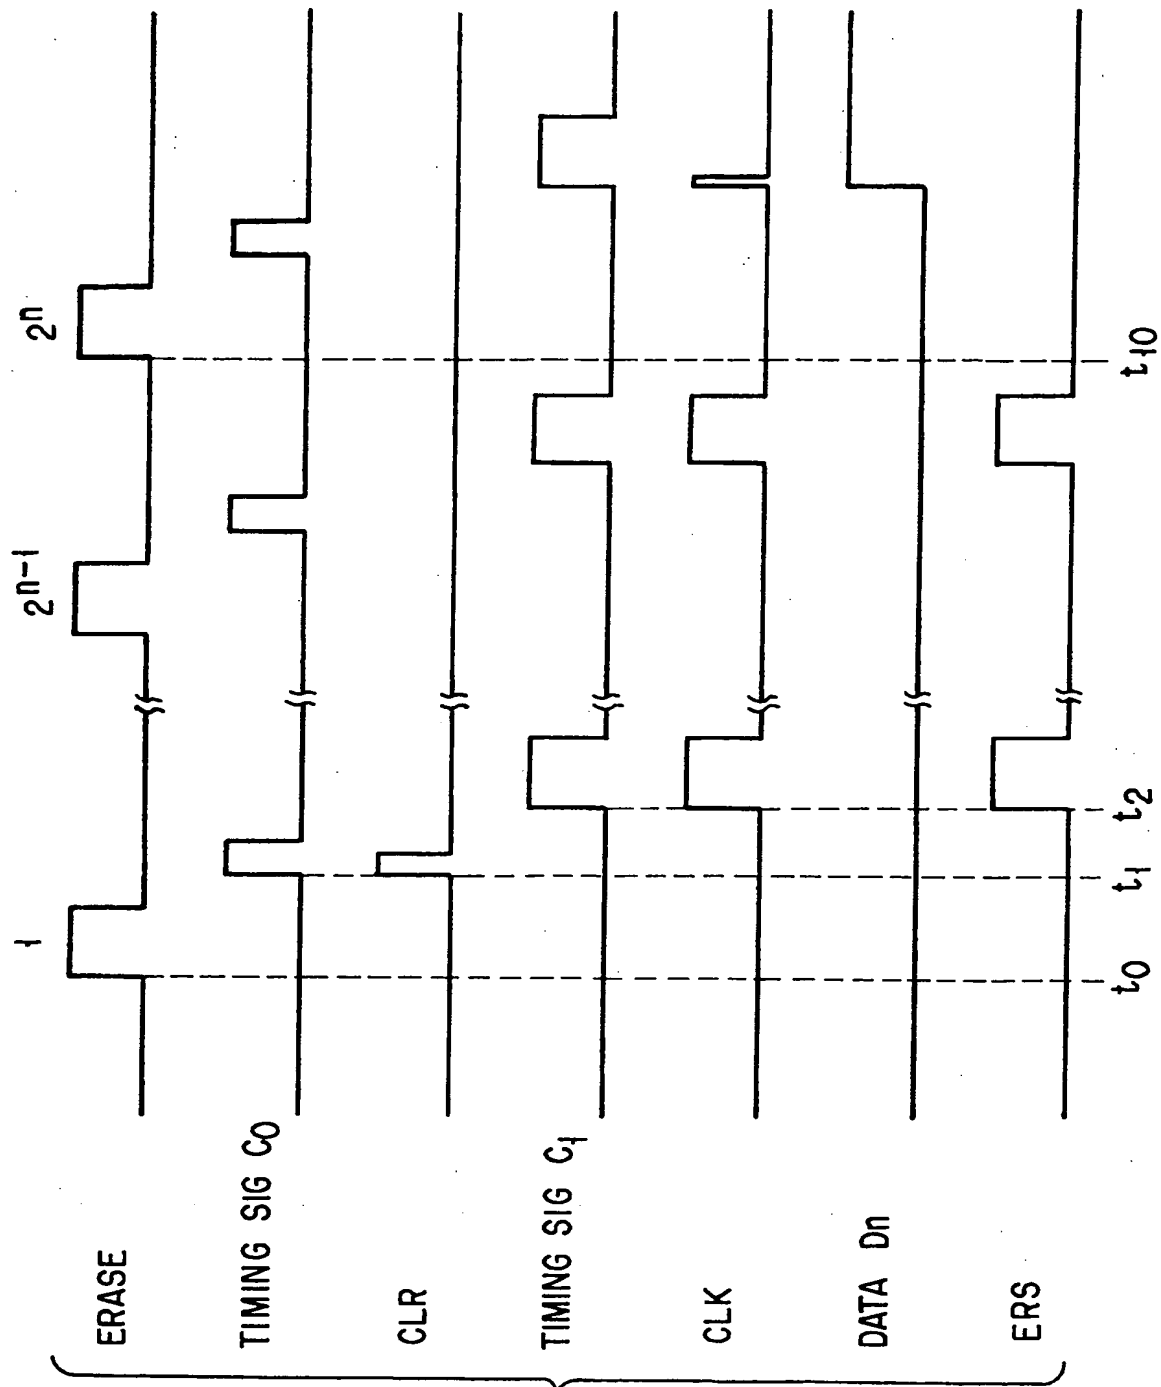 1
2ⁿ⁻¹
2ⁿ
ERASE
TIMING SIG C₀
CLR
TIMING SIG C₁
CLK
DATA Dn
ERS
t₀
t₁
t₂
t₁₀